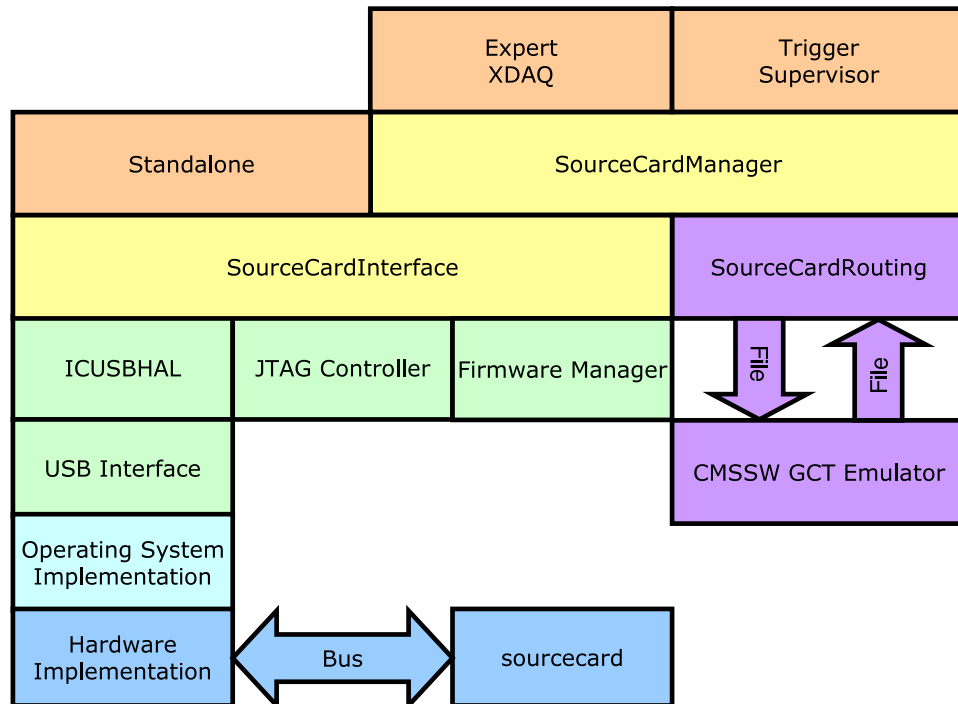 Expert
XDAQ
Trigger
Supervisor
Standalone
SourceCardManager
SourceCardInterface
SourceCardRouting
ICUSBHAL
JTAG Controller
Firmware Manager
File
File
USB Interface
CMSSW GCT Emulator
Operating System
Implementation
Hardware
Implementation
Bus
sourcecard